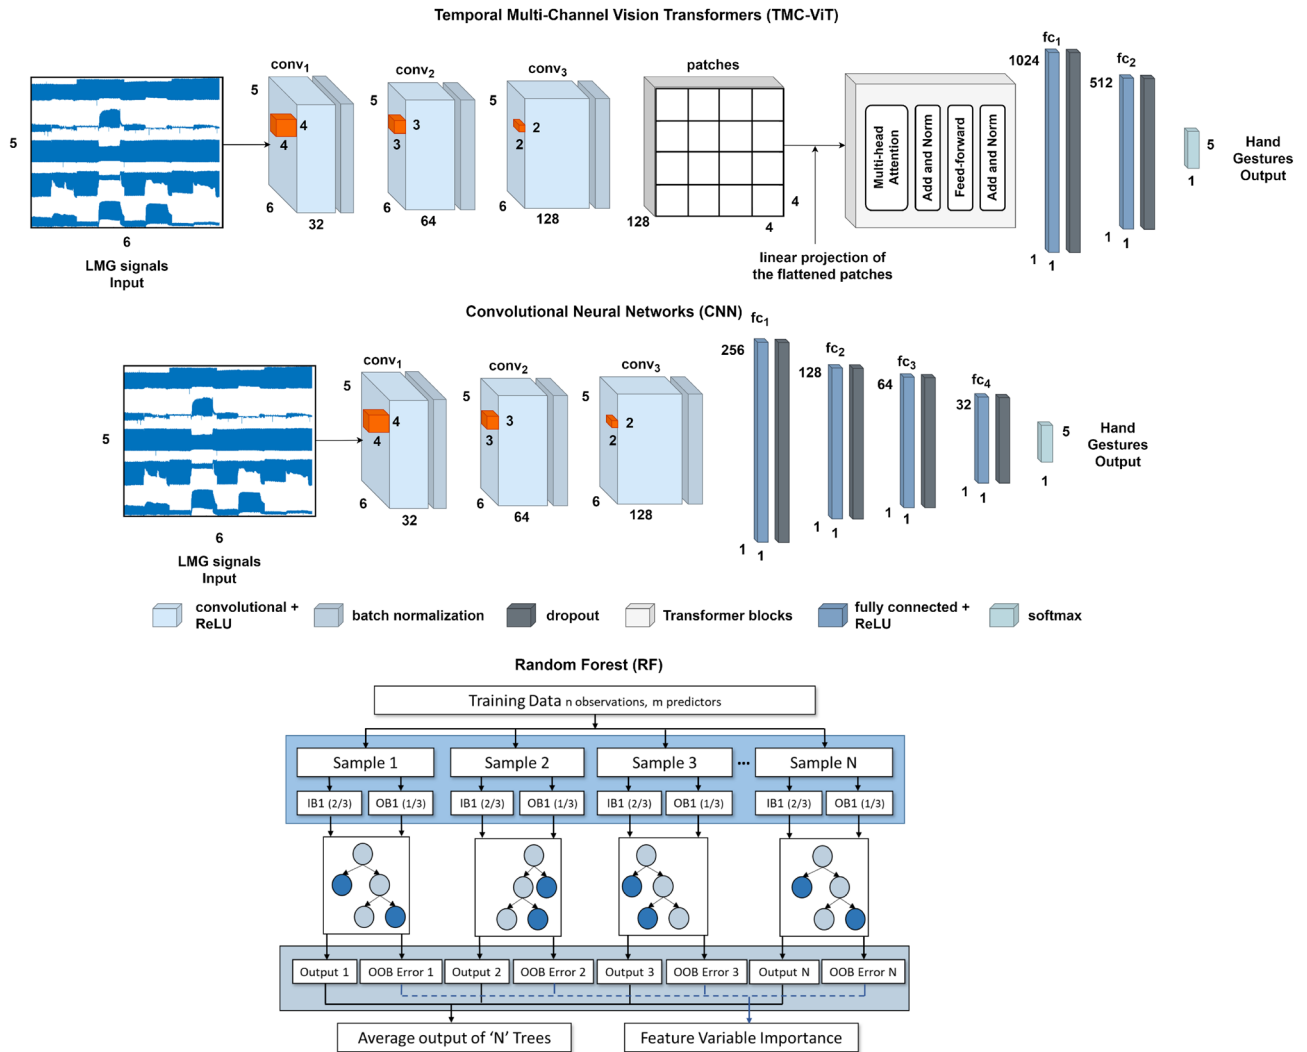 Temporal Multi-Channel Vision Transformers (TMC-ViT)
5
6
LMG signals
Input
conv1
5
4
4
6
32
conv2
5
3
3
6
64
conv3
5
2
2
6
128
patches
128
4
4
linear projection of
the flattened patches
Multi-head
Attention
Add and Norm
Feed-forward
Add and Norm
fc1
1024
1
1
fc2
512
1
1
5
1
Hand
Gestures
Output
Convolutional Neural Networks (CNN)
5
6
LMG signals
Input
conv1
5
4
4
6
32
conv2
5
3
3
6
64
conv3
5
2
2
6
128
fc1
256
1
1
fc2
128
1
1
fc3
64
1
1
fc4
32
1
1
5
1
Hand
Gestures
Output
convolutional +
ReLU
batch normalization
dropout
Transformer blocks
fully connected +
ReLU
softmax
Random Forest (RF)
Training Data n observations, m predictors
Sample 1
Sample 2
Sample 3
...
Sample N
IB1 (2/3)
OB1 (1/3)
IB1 (2/3)
OB1 (1/3)
IB1 (2/3)
OB1 (1/3)
IB1 (2/3)
OB1 (1/3)
Output 1
OOB Error 1
Output 2
OOB Error 2
Output 3
OOB Error 3
Output N
OOB Error N
Average output of 'N' Trees
Feature Variable Importance